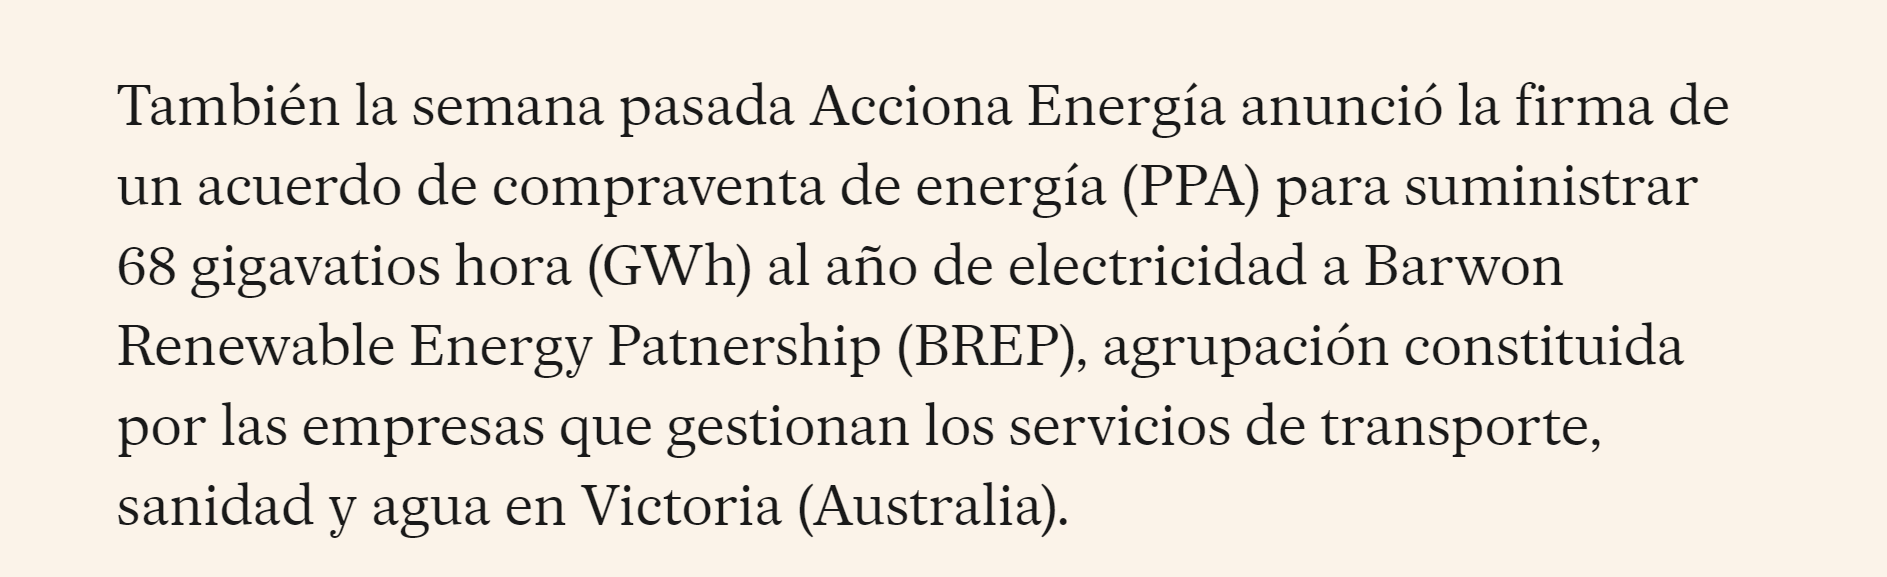 También la semana pasada Acciona Energía anunció la firma de
un acuerdo de compraventa de energía (PPA) para suministrar
68 gigavatios hora (GWh) al año de electricidad a Barwon
Renewable Energy Patnership (BREP), agrupación constituida
por las empresas que gestionan los servicios de transporte,
sanidad y agua en Victoria (Australia).